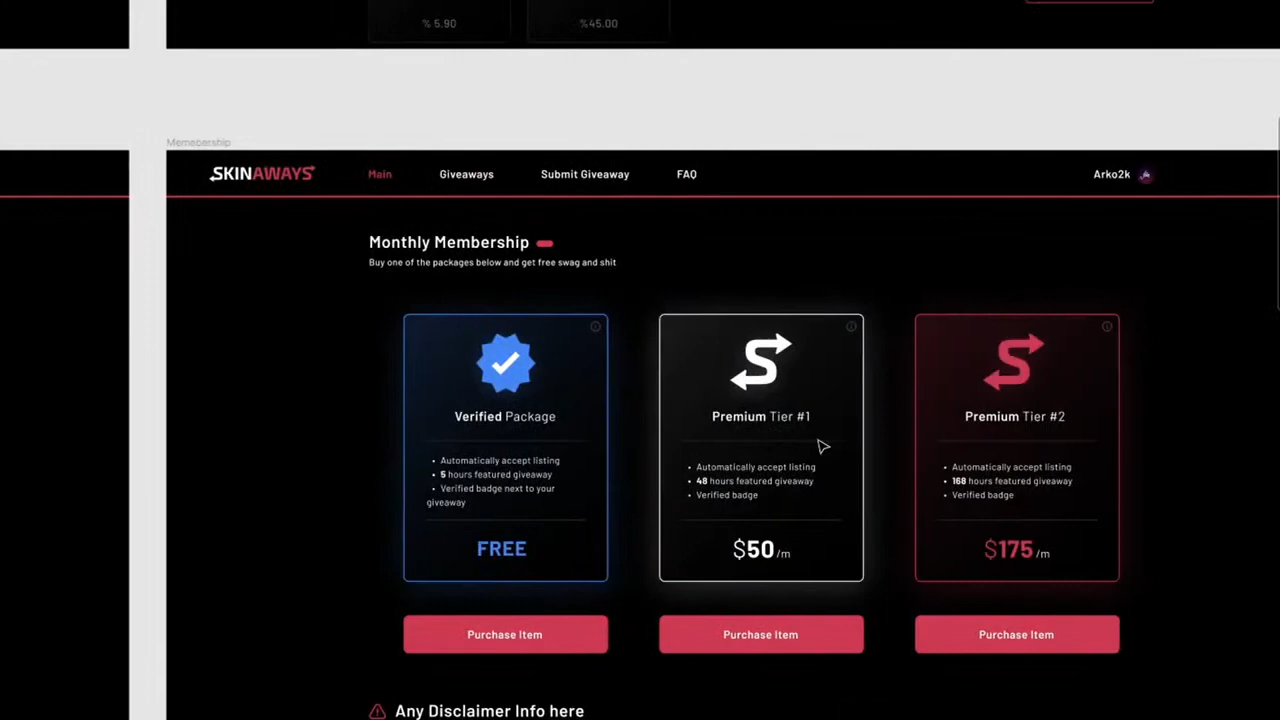 % 5.90
%45.00
Memebership
SKINAWAYS
Main
Giveaways
Submit Giveaway
FAQ
Arko2k
Monthly Membership
Buy one of the packages below and get free swag and shit
Verified Package
• Automatically accept listing
• 5 hours featured giveaway
• Verified badge next to your
giveaway
FREE
Purchase Item
Premium Tier #1
• Automatically accept listing
• 48 hours featured giveaway
• Verified badge
$50/m
Purchase Item
Premium Tier #2
• Automatically accept listing
• 168 hours featured giveaway
• Verified badge
$175/m
Purchase Item
Any Disclaimer Info here